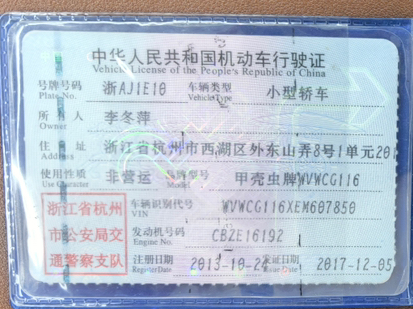 中华人民共和国机动车行驶证
Vehicle License of the People's Republic of China
号牌号码 浙AJ1E10 车辆类型 小型轿车
Plate No. Vehicle Type
所有人 李冬萍
Owner
住址 浙江省杭州市西湖区外东山弄8号1单元201
Address
使用性质 非营运 品牌型号 甲壳虫牌WVWCG116
Use Character Model
浙江省杭州
市公安局交
通警察支队
车辆识别代号 WVWCG116XEM607850
VIN
发动机号码 CBZE16192
Engine No.
注册日期 2013-10-24 发证日期 2017-12-05
Register Date Issue Date